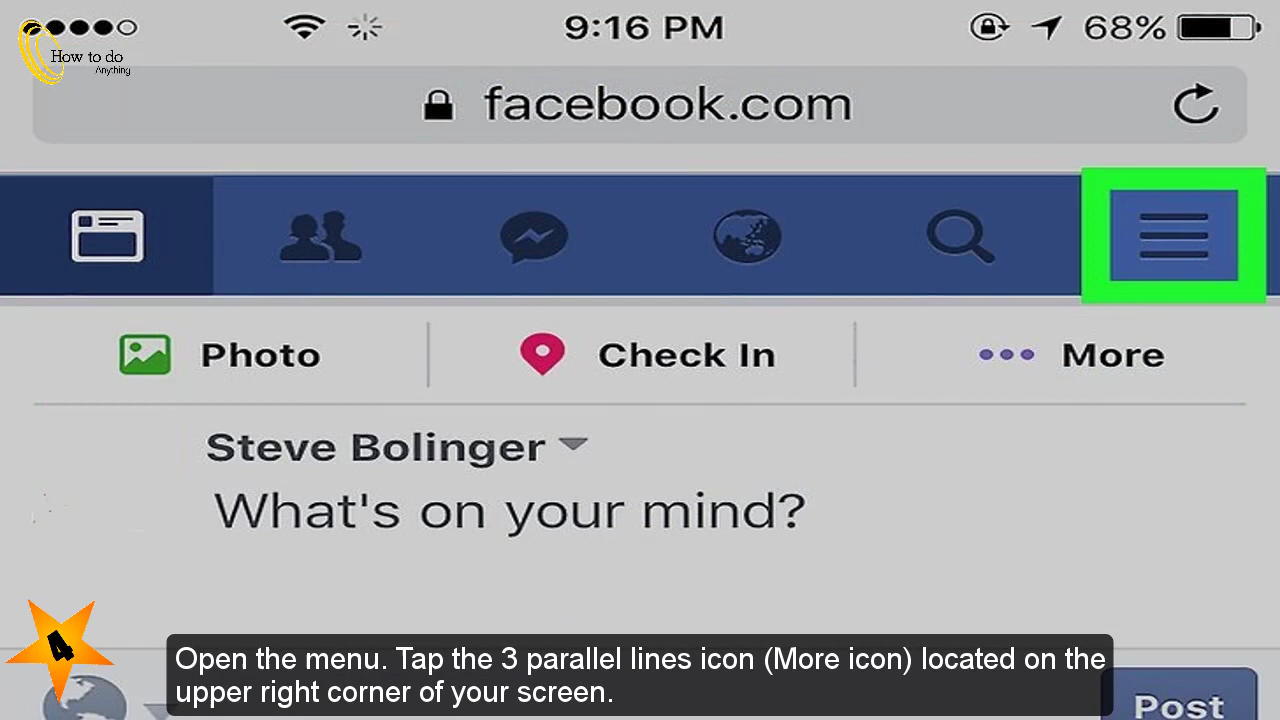 9:16 PM
68%
How to do
Anything
facebook.com
Photo
Check In
More
Steve Bolinger
What's on your mind?
4
Open the menu. Tap the 3 parallel lines icon (More icon) located on the
upper right corner of your screen.
Post